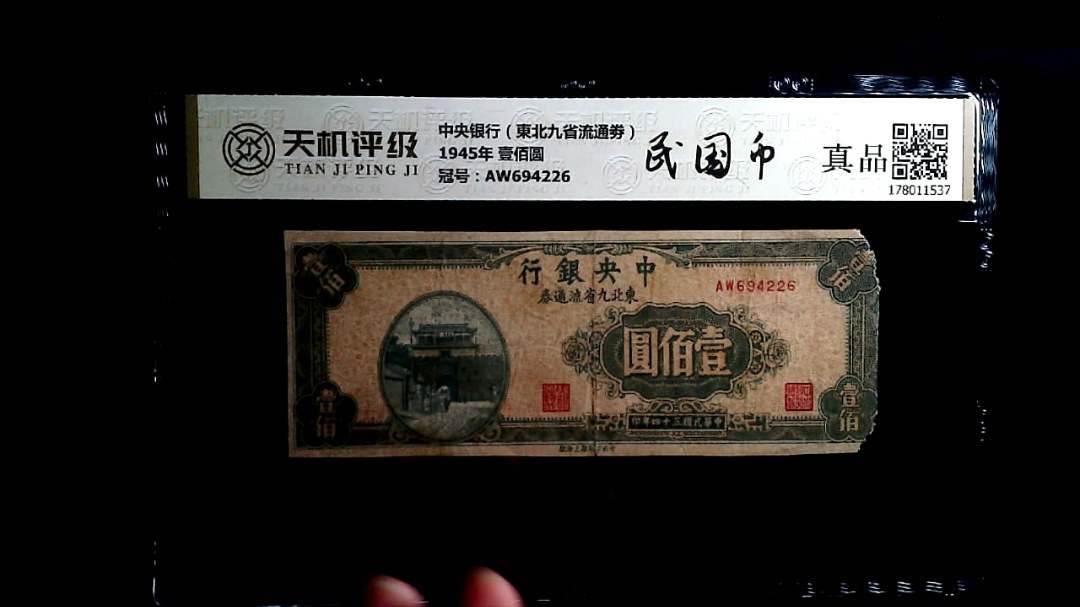 天机评级
TIAN JI PING JI
中央银行（東北九省流通券）
1945年 壹佰圆
冠号：AW694226
民国币
真品
178011537
壹佰
行銀央中
券通流省九北東
AW694226
圓佰壹
壹佰
壹佰
壹佰
印年四十三國民華中